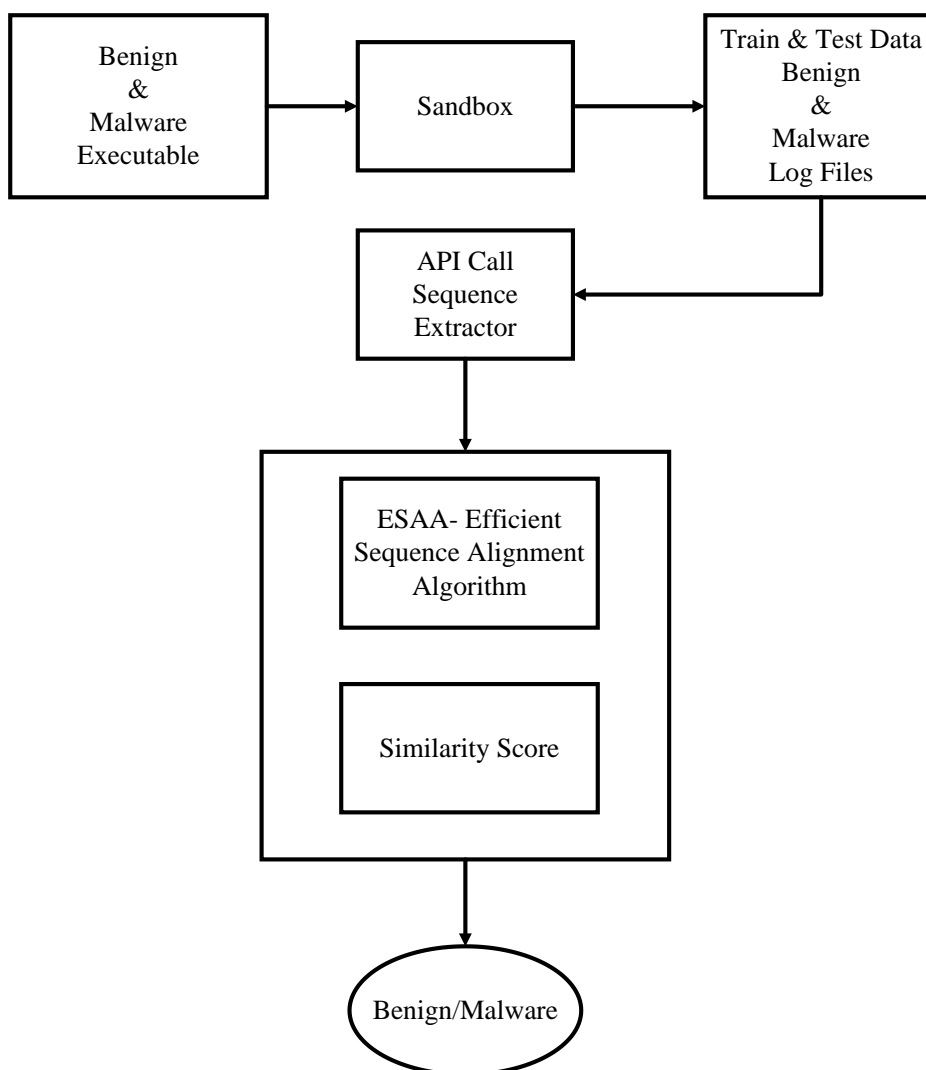 Benign
&
Malware
Executable
Sandbox
Train & Test Data
Benign
&
Malware
Log Files
API Call
Sequence
Extractor
ESAA- Efficient
Sequence Alignment
Algorithm
Similarity Score
Benign/Malware